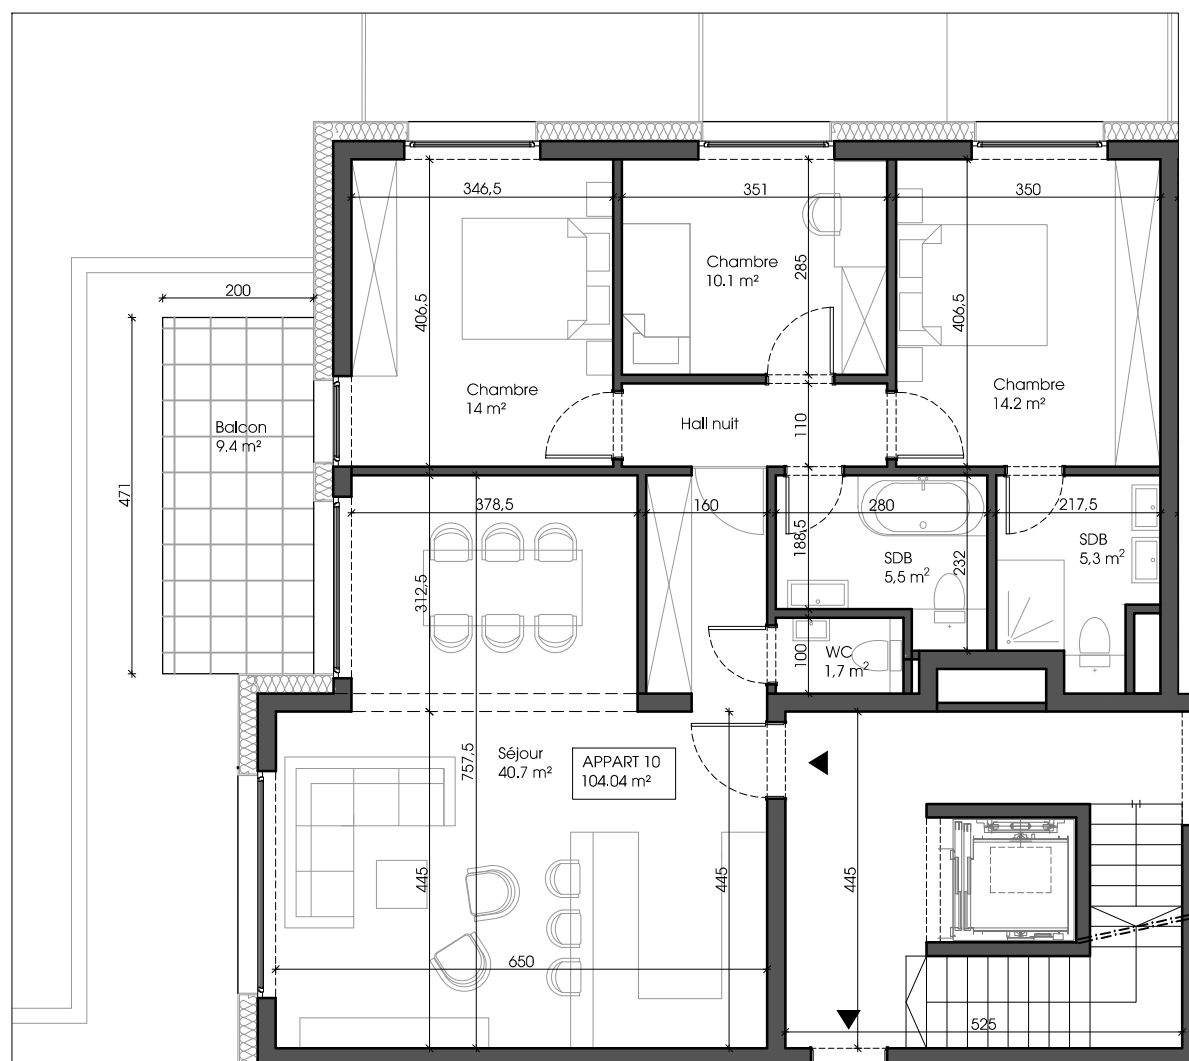 346,5
351
350
406,5
285
406,5
Chambre
10.1 m²
200
Chambre
14 m²
Chambre
14.2 m²
Balcon
9.4 m²
Hall nuit
110
471
378,5
160
280
217,5
188,5
232
SDB
5,5 m²
SDB
5,3 m²
312,5
100
WC
1,7 m²
757,5
Séjour
40.7 m²
APPART 10
104.04 m²
445
445
445
650
525